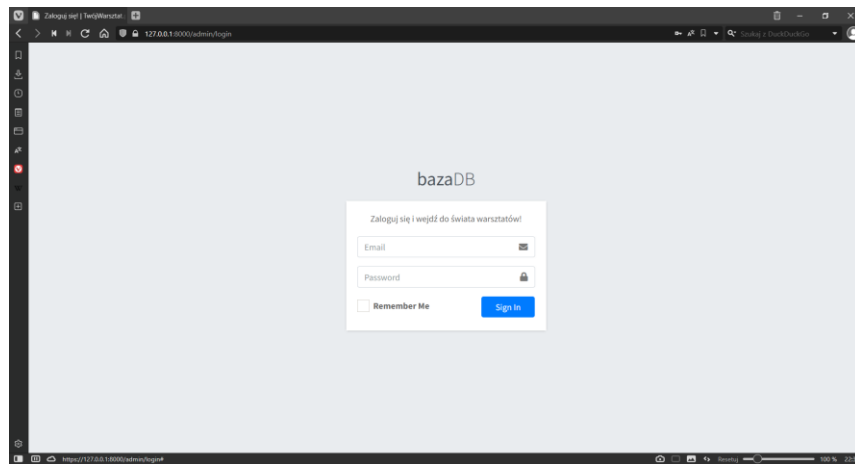 Zaloguj się! | TwójWarsztat
127.0.0.1:8000/admin/login
Szukaj z DuckDuckGo
bazaDB
Zaloguj się i wejdź do świata warsztatów!
Email
Password
Remember Me
Sign In
https://127.0.0.1:8000/admin/login#
Resetuj
100 %